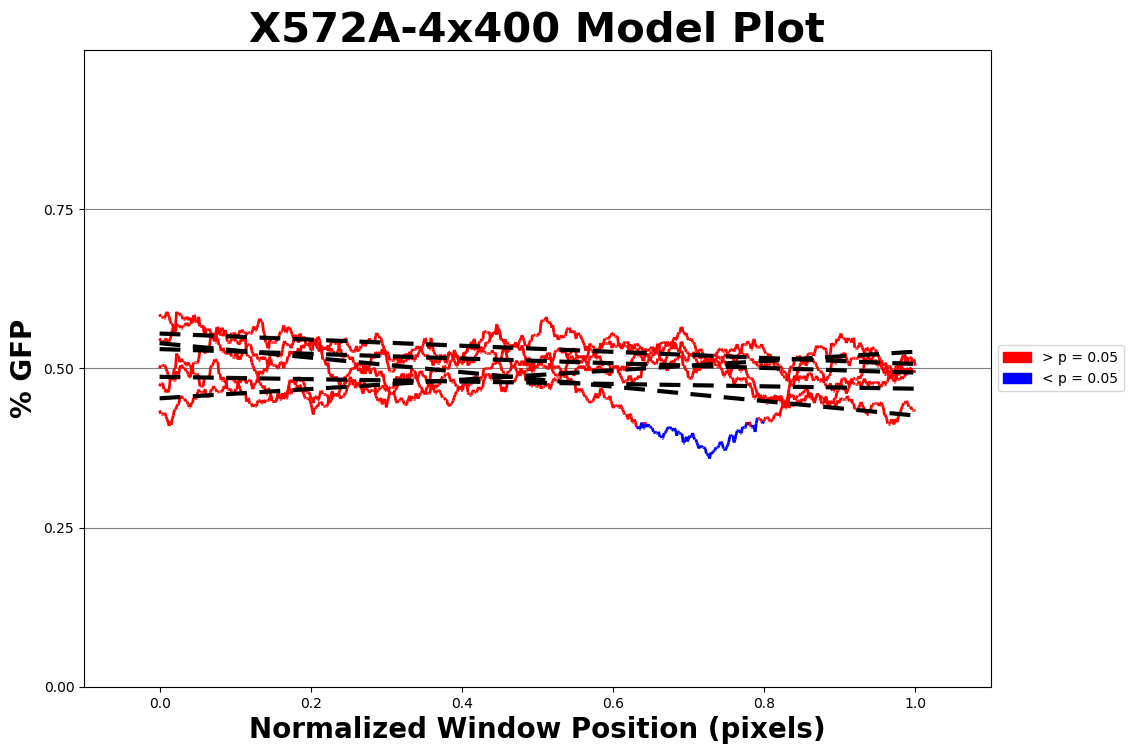 X572A-4x400 Model Plot
% GFP
0.75
0.50
0.25
0.00
0.0 0.2 0.4 0.6 0.8 1.0
Normalized Window Position (pixels)
> p = 0.05
< p = 0.05